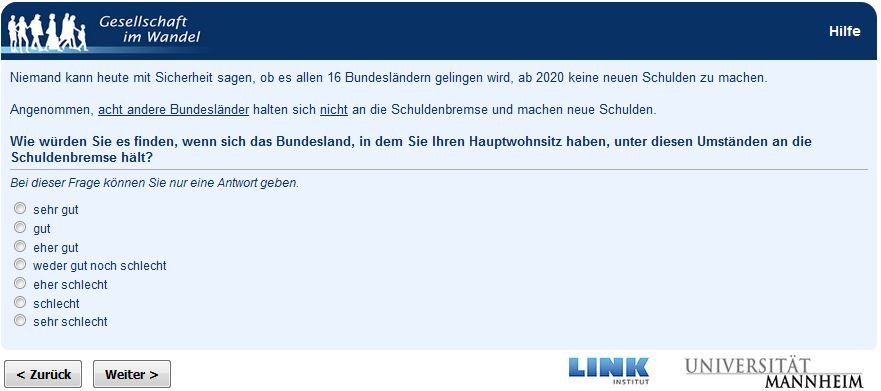 Gesellschaft
im Wandel
Hilfe
Niemand kann heute mit Sicherheit sagen, ob es allen 16 Bundesländern gelingen wird, ab 2020 keine neuen Schulden zu machen.
Angenommen, acht andere Bundesländer halten sich nicht an die Schuldenbremse und machen neue Schulden.
Wie würden Sie es finden, wenn sich das Bundesland, in dem Sie Ihren Hauptwohnsitz haben, unter diesen Umständen an die
Schuldenbremse hält?
Bei dieser Frage können Sie nur eine Antwort geben.
sehr gut
gut
eher gut
weder gut noch schlecht
eher schlecht
schlecht
sehr schlecht
< Zurück
Weiter >
LINK
INSTITUT
UNIVERSITÄT
MANNHEIM